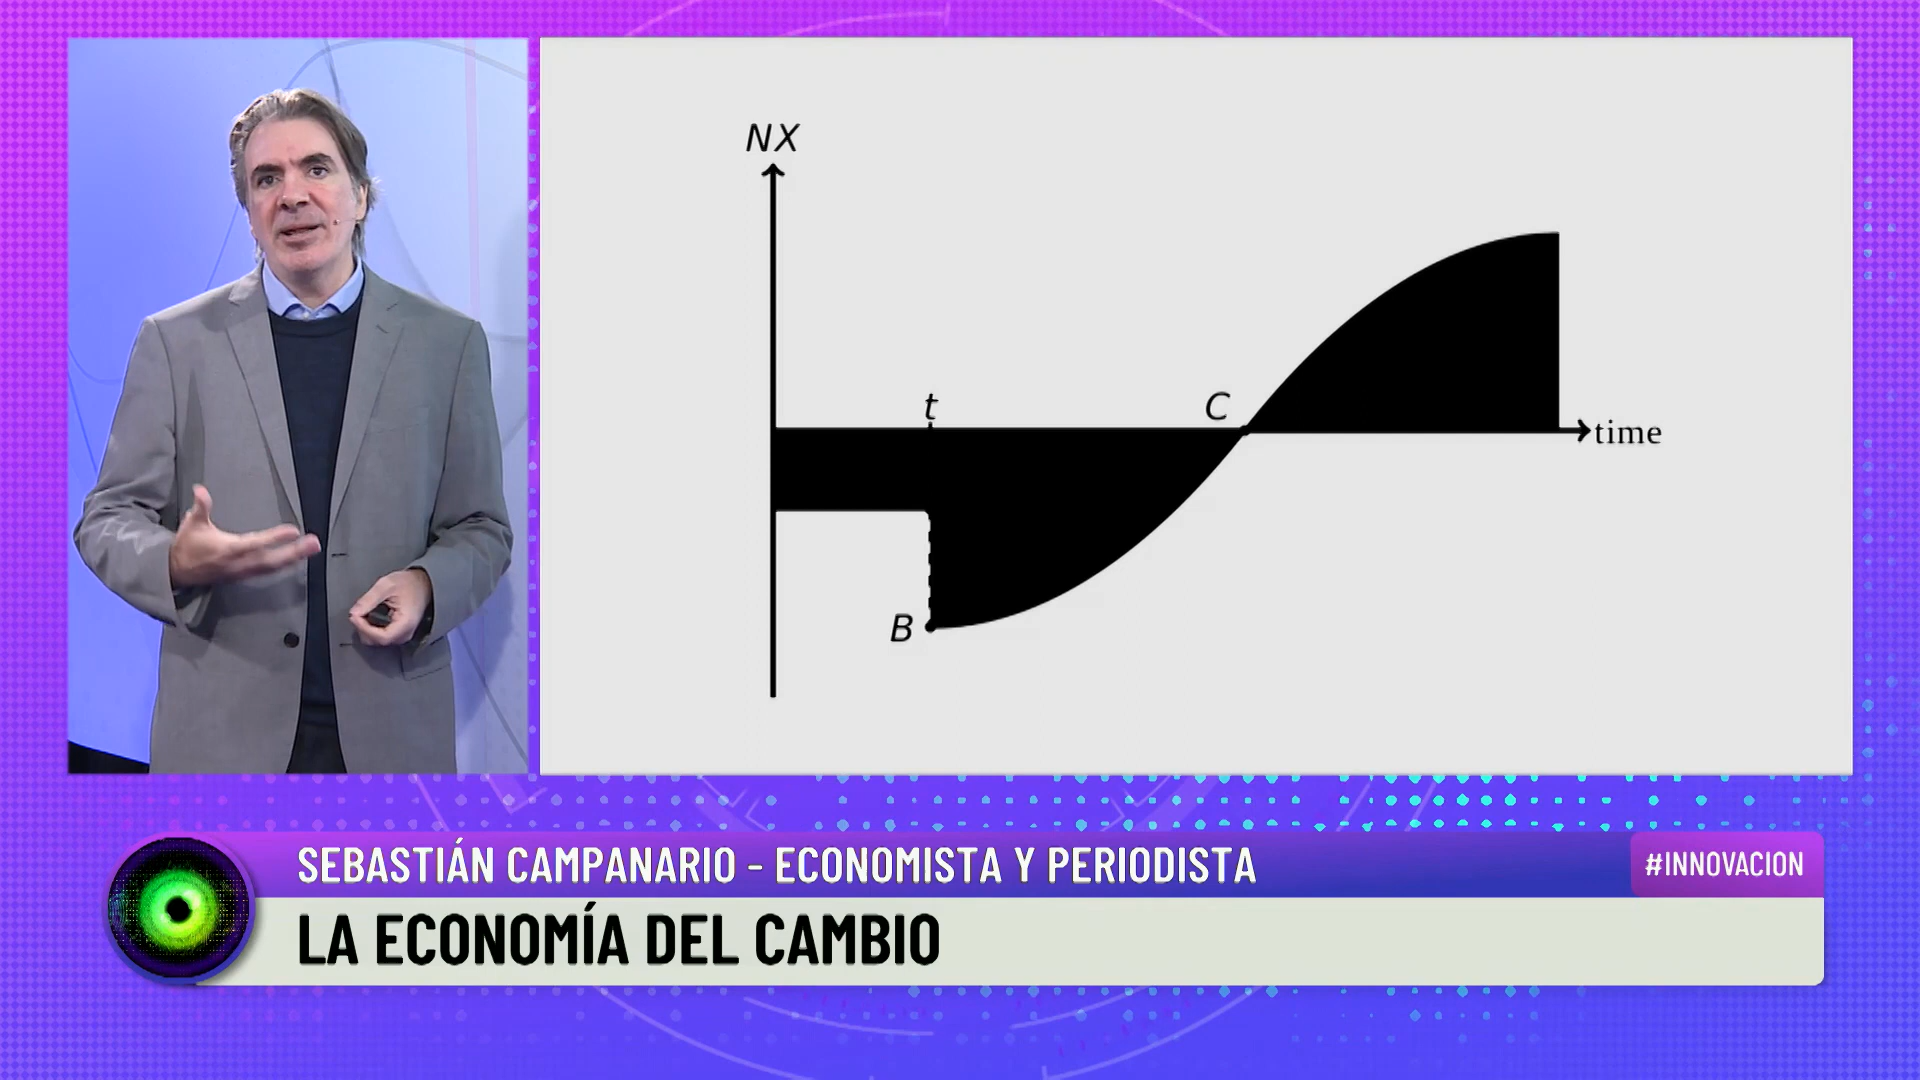 NX
t
C
time
B
SEBASTIÁN CAMPANARIO - ECONOMISTA Y PERIODISTA
#INNOVACION
LA ECONOMÍA DEL CAMBIO